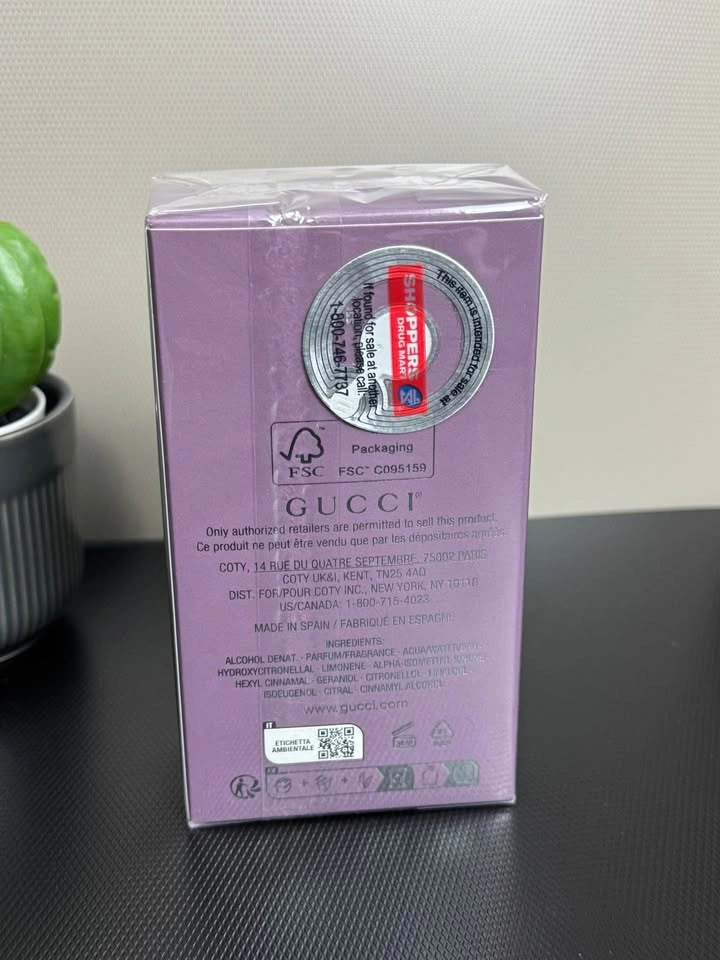 This item is intended for sale at
SHOPPERS
DRUG MART
If found for sale at another
location, please call.
1-800-746-7737
FSC™
Packaging
FSC™ C095159
GUCCI®
Only authorized retailers are permitted to sell this product.
Ce produit ne peut être vendu que par les dépositaires agréés.
COTY, 14 RUE DU QUATRE SEPTEMBRE, 75002 PARIS
COTY UK&I, KENT, TN25 4AQ
DIST. FOR/POUR COTY INC., NEW YORK, NY 10118
US/CANADA: 1-800-715-4023
MADE IN SPAIN / FABRIQUÉ EN ESPAGNE
INGREDIENTS:
ALCOHOL DENAT. - PARFUM/FRAGRANCE - AQUA/WATER/EAU -
HYDROXYCITRONELLAL - LIMONENE - ALPHA-ISOMETHYL IONONE -
HEXYL CINNAMAL - GERANIOL - CITRONELLOL - LINALOOL -
ISOEUGENOL - CITRAL - CINNAMYL ALCOHOL
www.gucci.com
IT
ETICHETTA
AMBIENTALE
FR